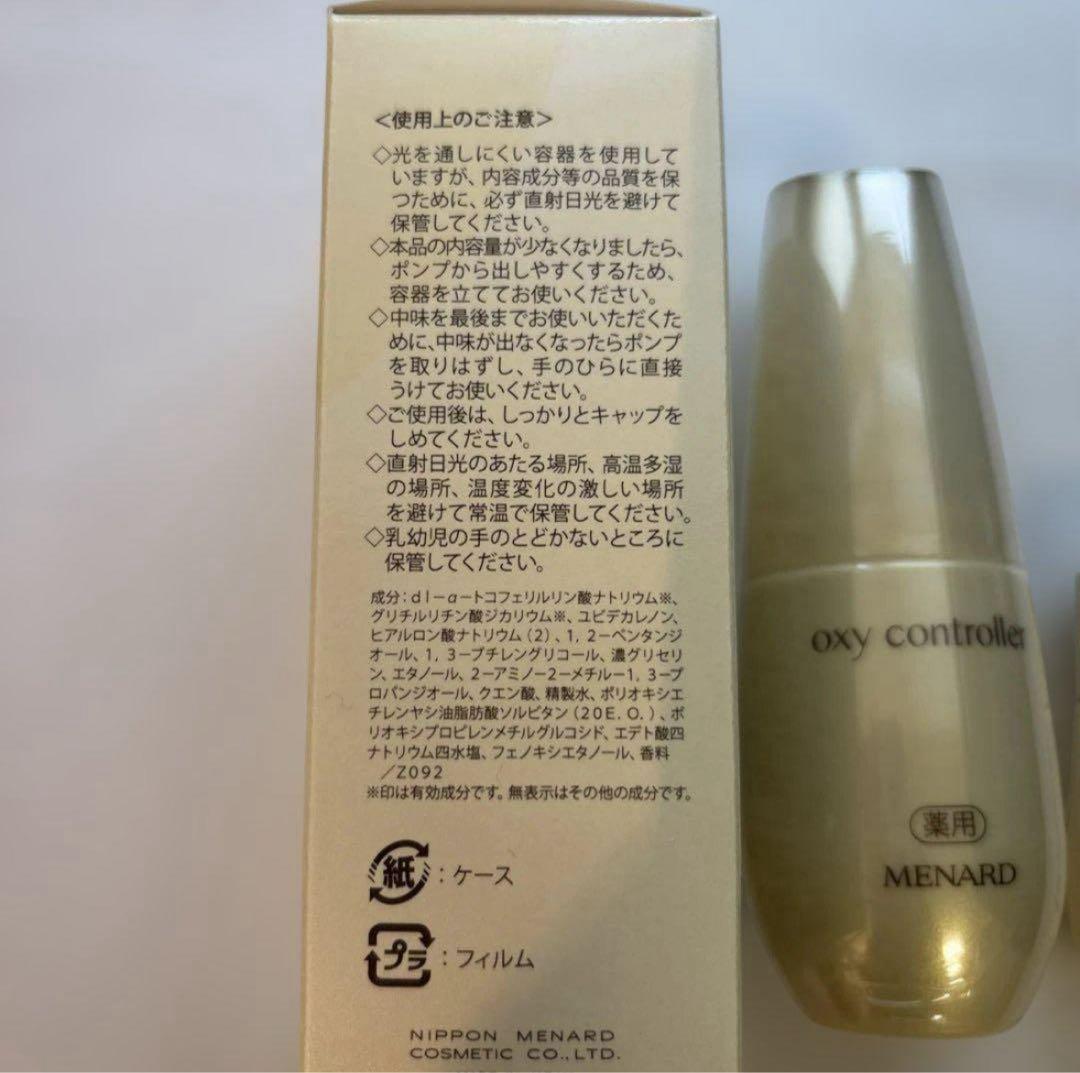 ＜使用上のご注意＞
◇光を通しにくい容器を使用して
いますが、内容成分等の品質を保
つために、必ず直射日光を避けて
保管してください。
◇本品の内容量が少なくなりましたら、
ポンプから出しやすくするため、
容器を立ててお使いください。
◇中味を最後までお使いいただくた
めに、中味が出なくなったらポンプ
を取りはずし、手のひらに直接
うけてお使いください。
◇ご使用後は、しっかりとキャップを
しめてください。
◇直射日光のあたる場所、高温多湿
の場所、温度変化の激しい場所
を避けて常温で保管してください。
◇乳幼児の手のとどかないところに
保管してください。
成分：ｄｌ－α－トコフェリルリン酸ナトリウム※、
グリチルリチン酸ジカリウム※、ユビデカレノン、
ヒアルロン酸ナトリウム（２）、１，２－ペンタンジ
オール、１，３－ブチレングリコール、濃グリセリ
ン、エタノール、２－アミノ－２－メチル－１，３－プ
ロパンジオール、クエン酸、精製水、ポリオキシエ
チレンヤシ油脂肪酸ソルビタン（２０Ｅ．Ｏ．）、ポ
リオキシプロピレンメチルグルコシド、エデト酸四
ナトリウム四水塩、フェノキシエタノール、香料
／Z092
※印は有効成分です。無表示はその他の成分です。
紙：ケース
プラ：フィルム
NIPPON MENARD
COSMETIC CO.,LTD.
oxy controller
薬用
MENARD